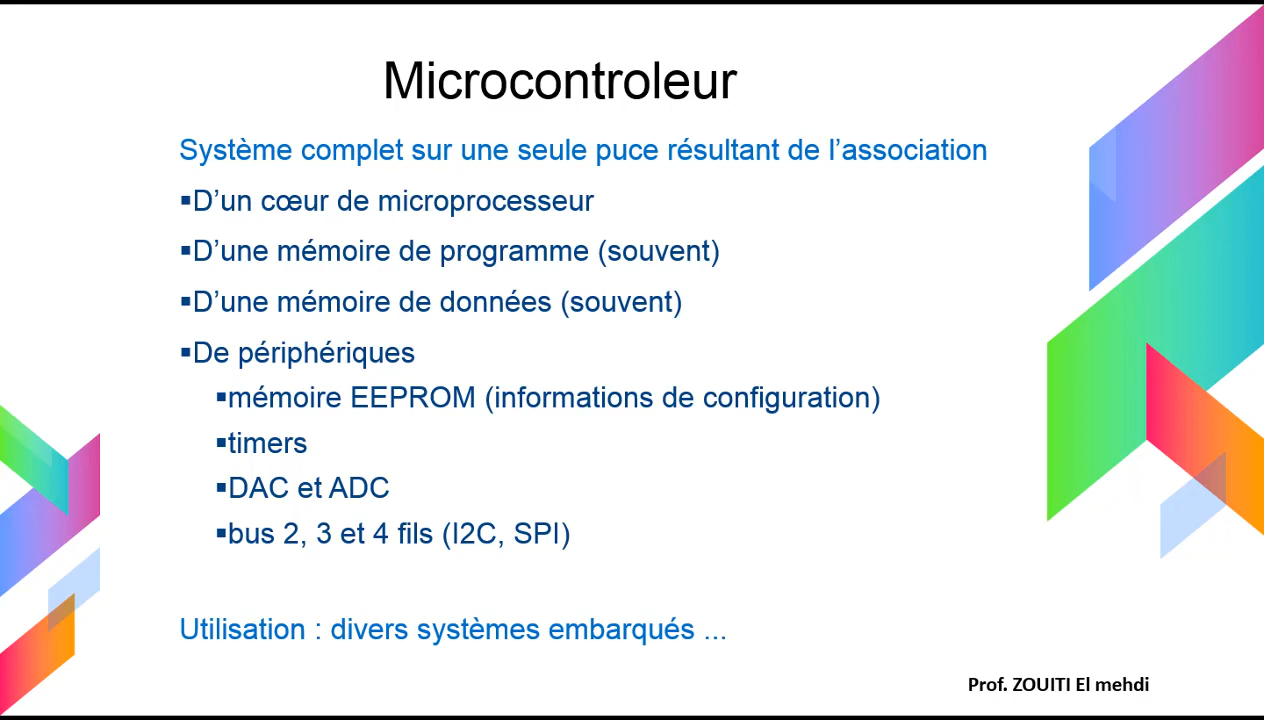 Microcontroleur
Système complet sur une seule puce résultant de l’association
▪D’un cœur de microprocesseur
▪D’une mémoire de programme (souvent)
▪D’une mémoire de données (souvent)
▪De périphériques
▪mémoire EEPROM (informations de configuration)
▪timers
▪DAC et ADC
▪bus 2, 3 et 4 fils (I2C, SPI)
Utilisation : divers systèmes embarqués ...
Prof. ZOUITI El mehdi